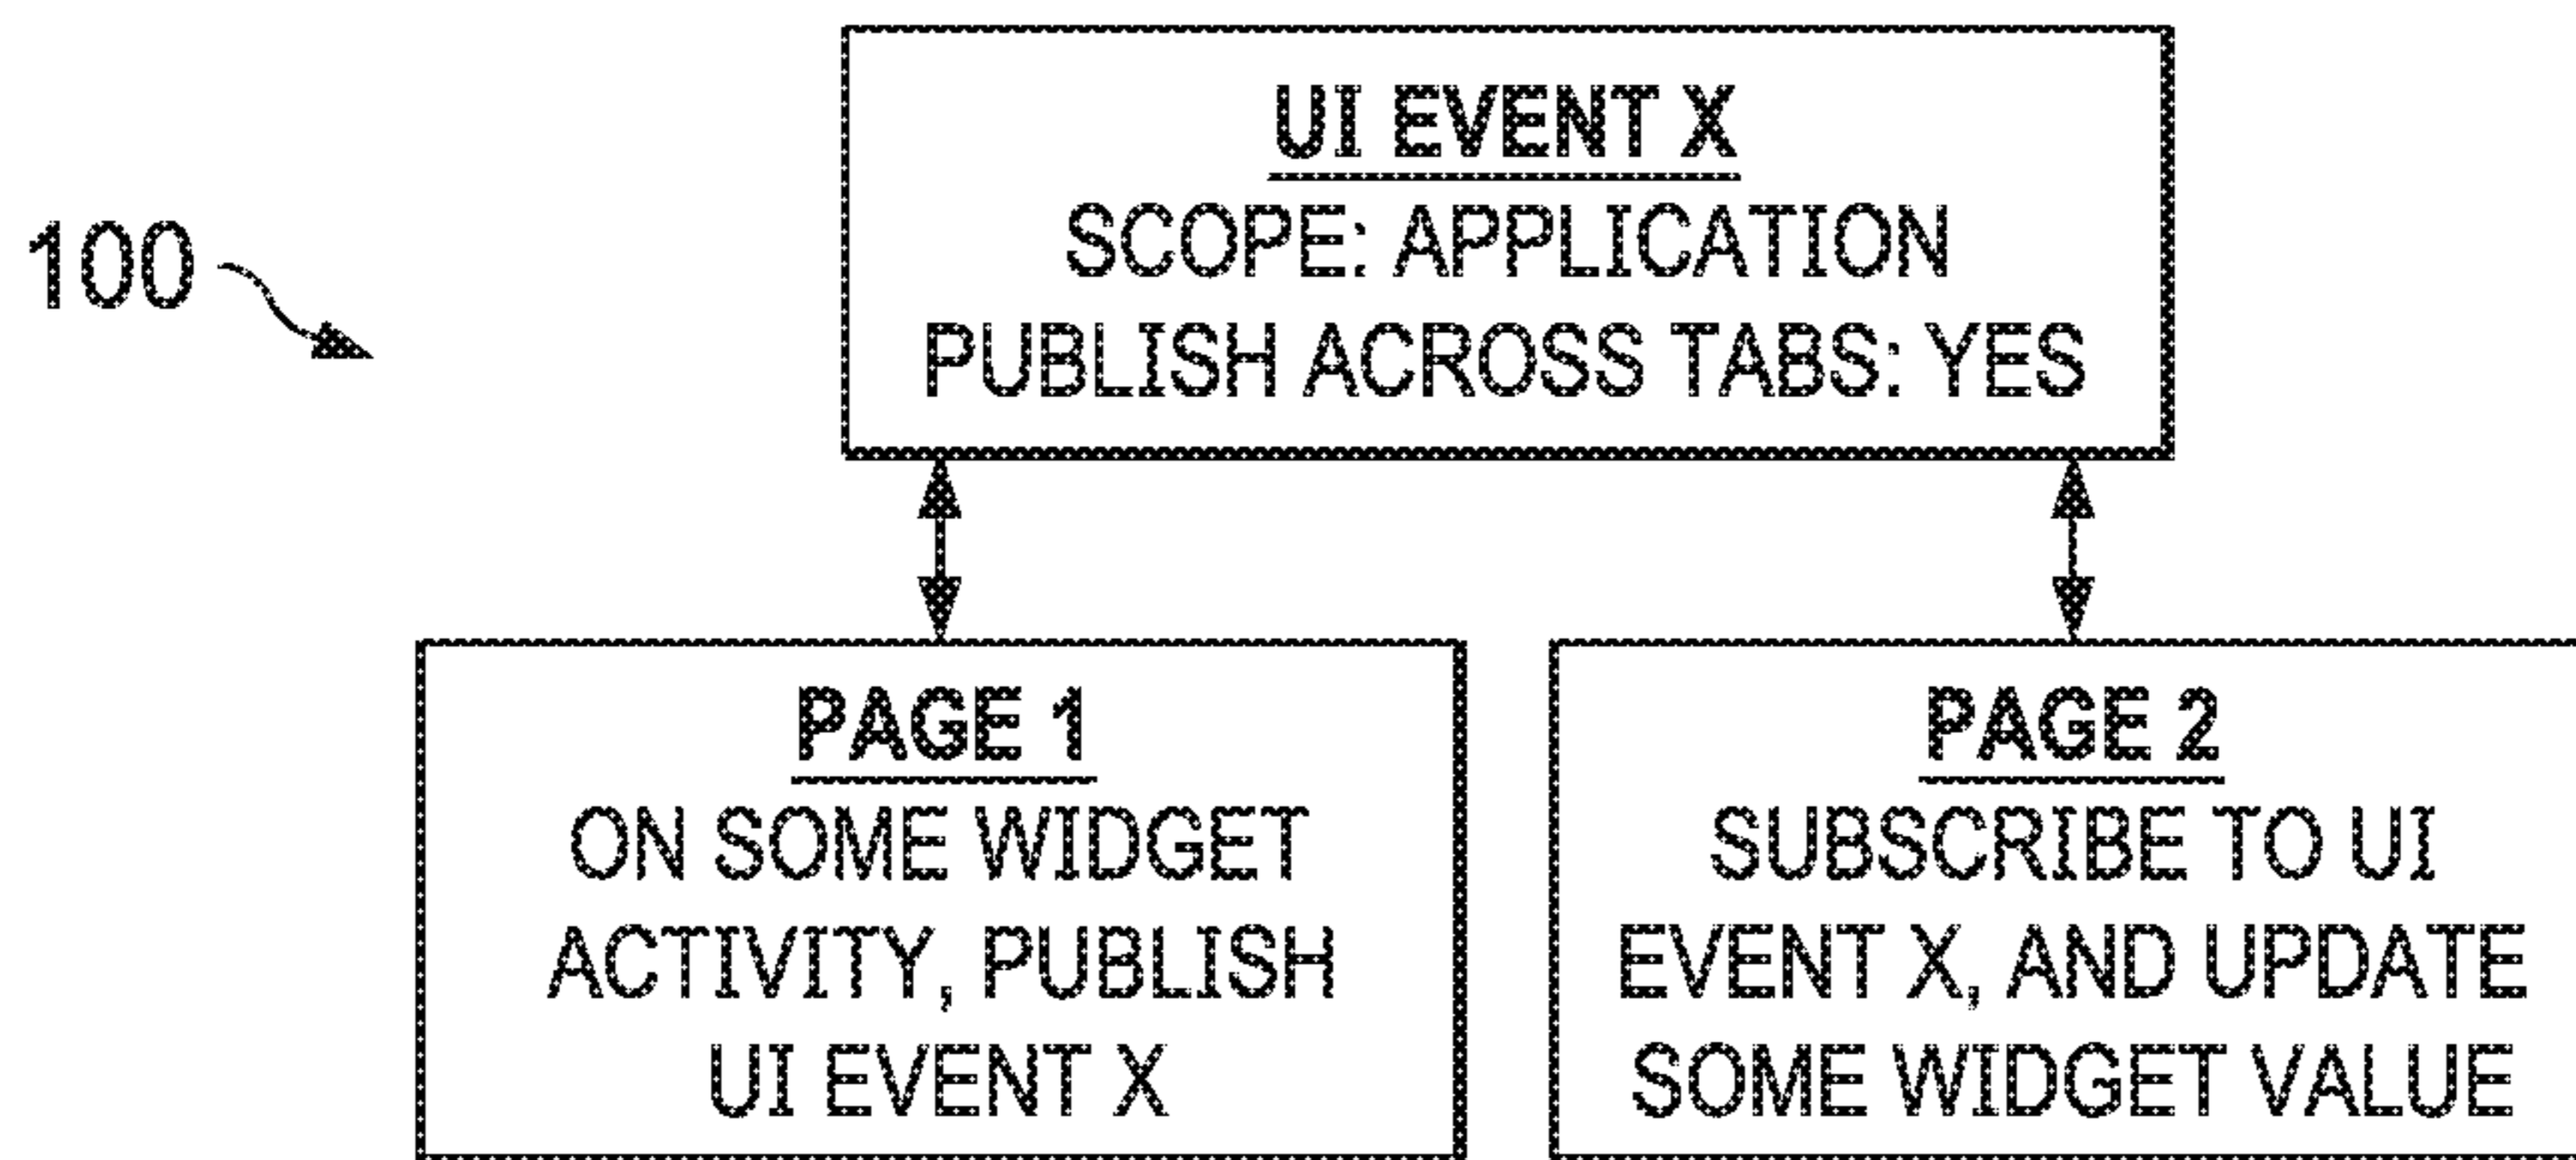 UI EVENT X
SCOPE: APPLICATION
PUBLISH ACROSS TABS: YES
100
PAGE 1
ON SOME WIDGET
ACTIVITY, PUBLISH
UI EVENT X
PAGE 2
SUBSCRIBE TO UI
EVENT X, AND UPDATE
SOME WIDGET VALUE